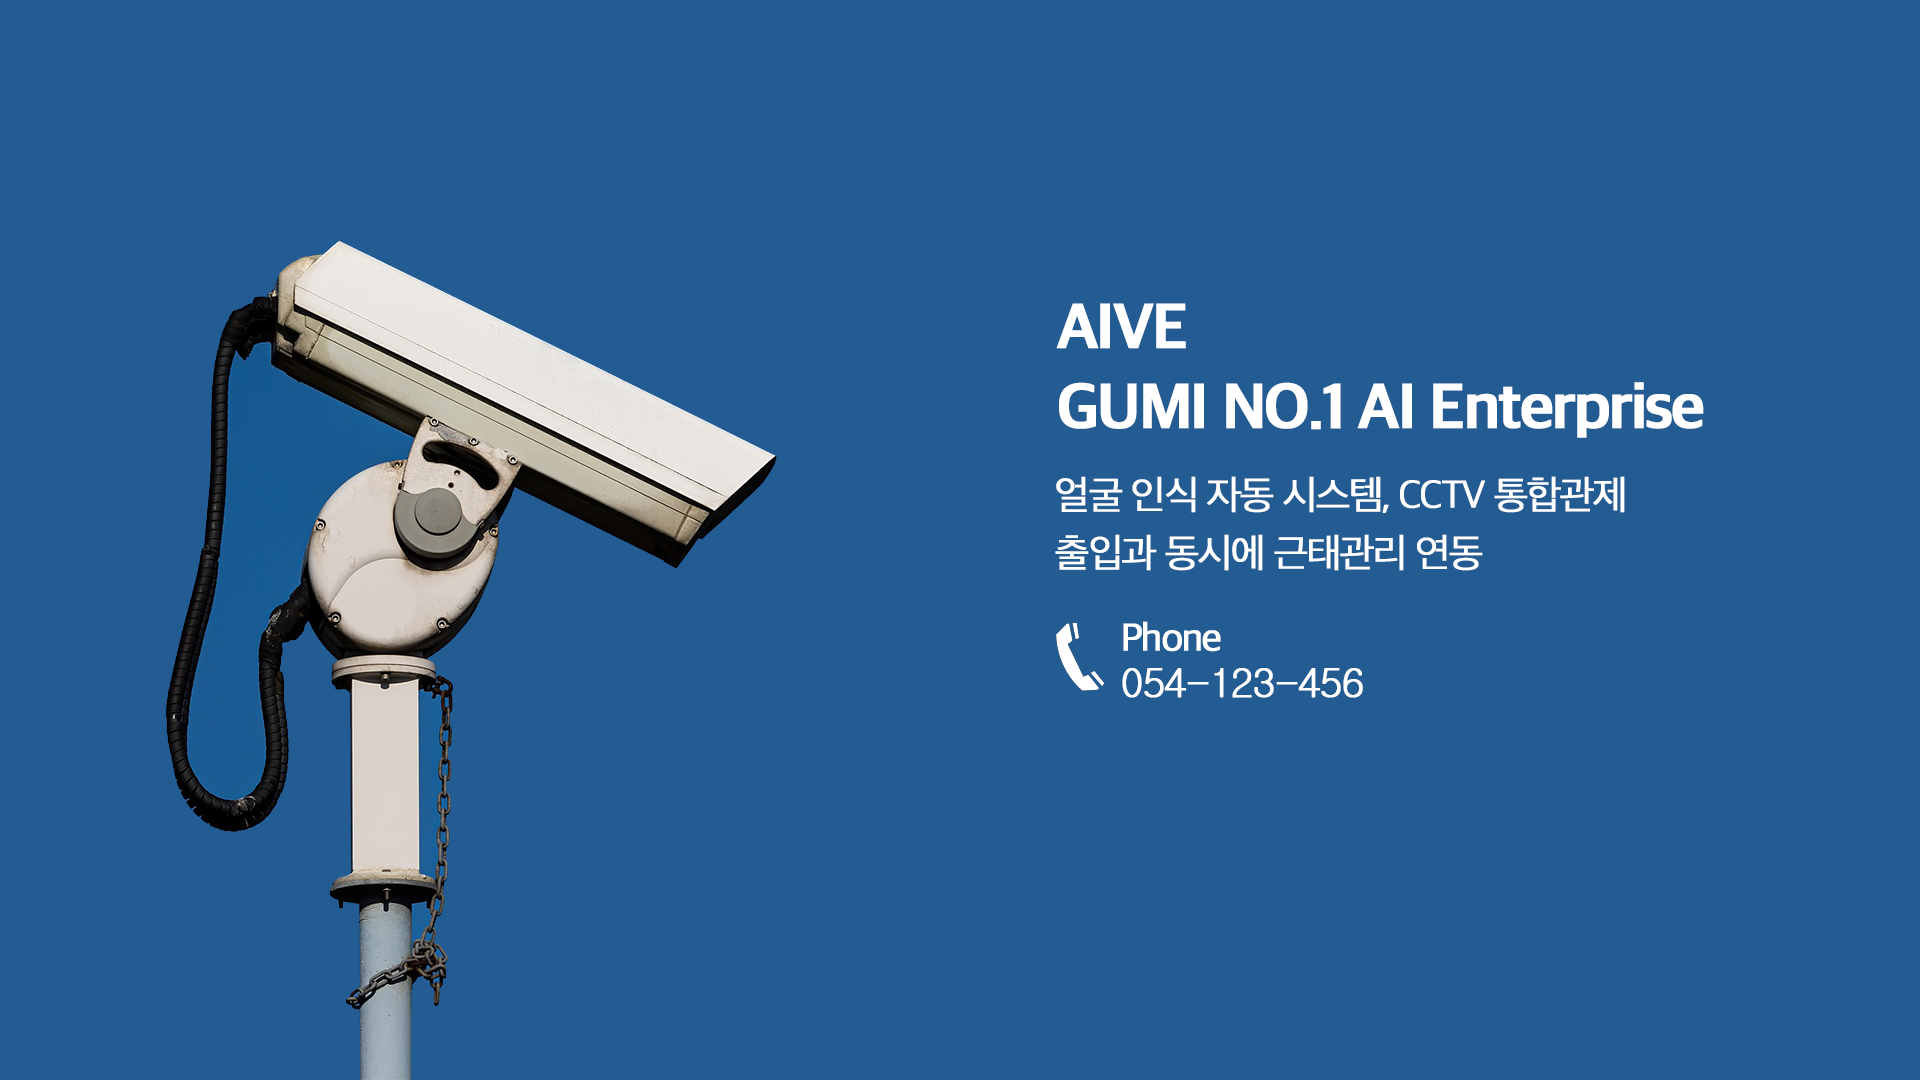 AIVE
GUMI NO.1 AI Enterprise
얼굴 인식 자동 시스템, CCTV 통합관제
출입과 동시에 근태관리 연동
Phone
054-123-456